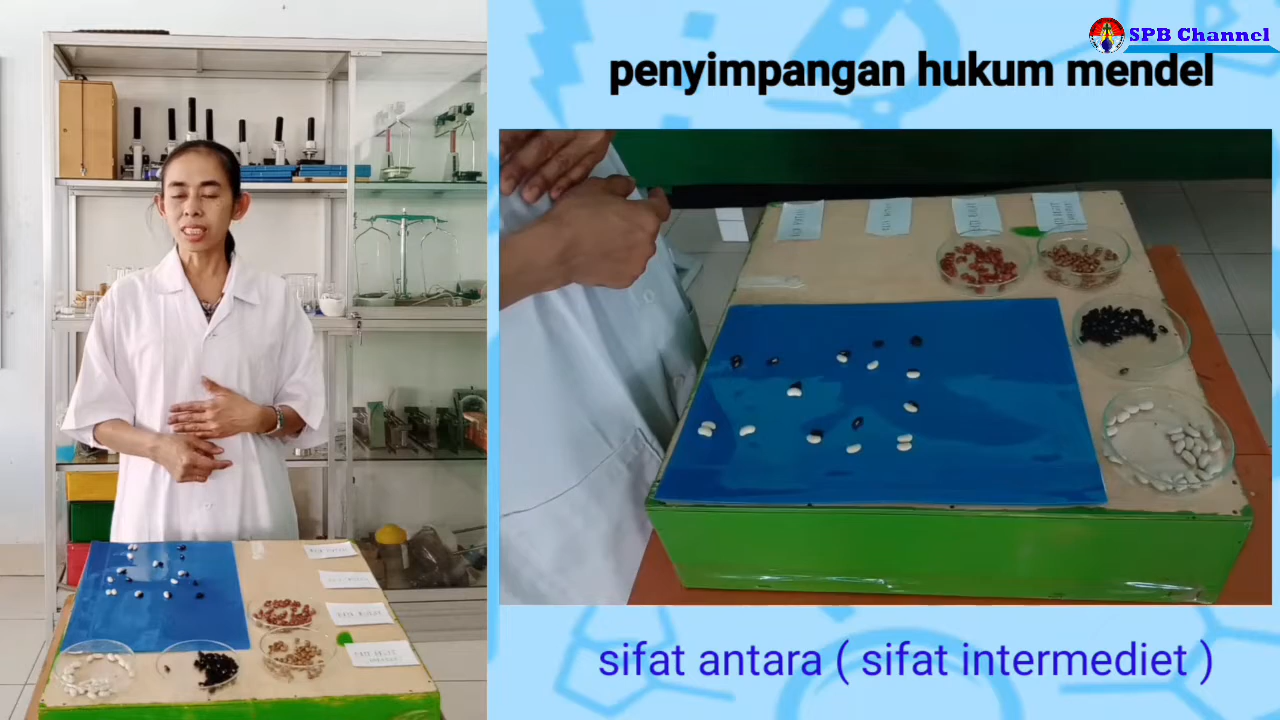 SPB Channel
penyimpangan hukum mendel
sifat antara ( sifat intermediet )